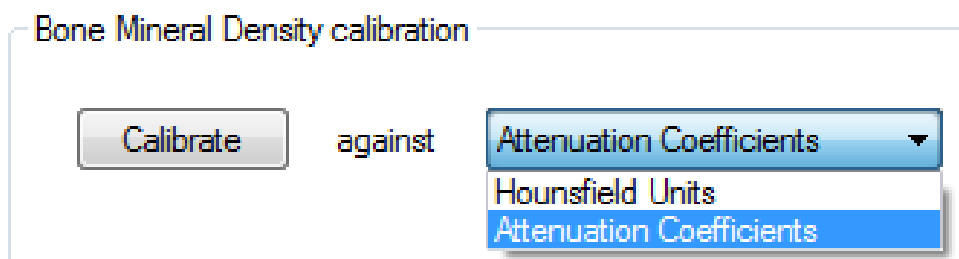 Bone Mineral Density calibration
Calibrate against Attenuation Coefficients
Hounsfield Units
Attenuation Coefficients